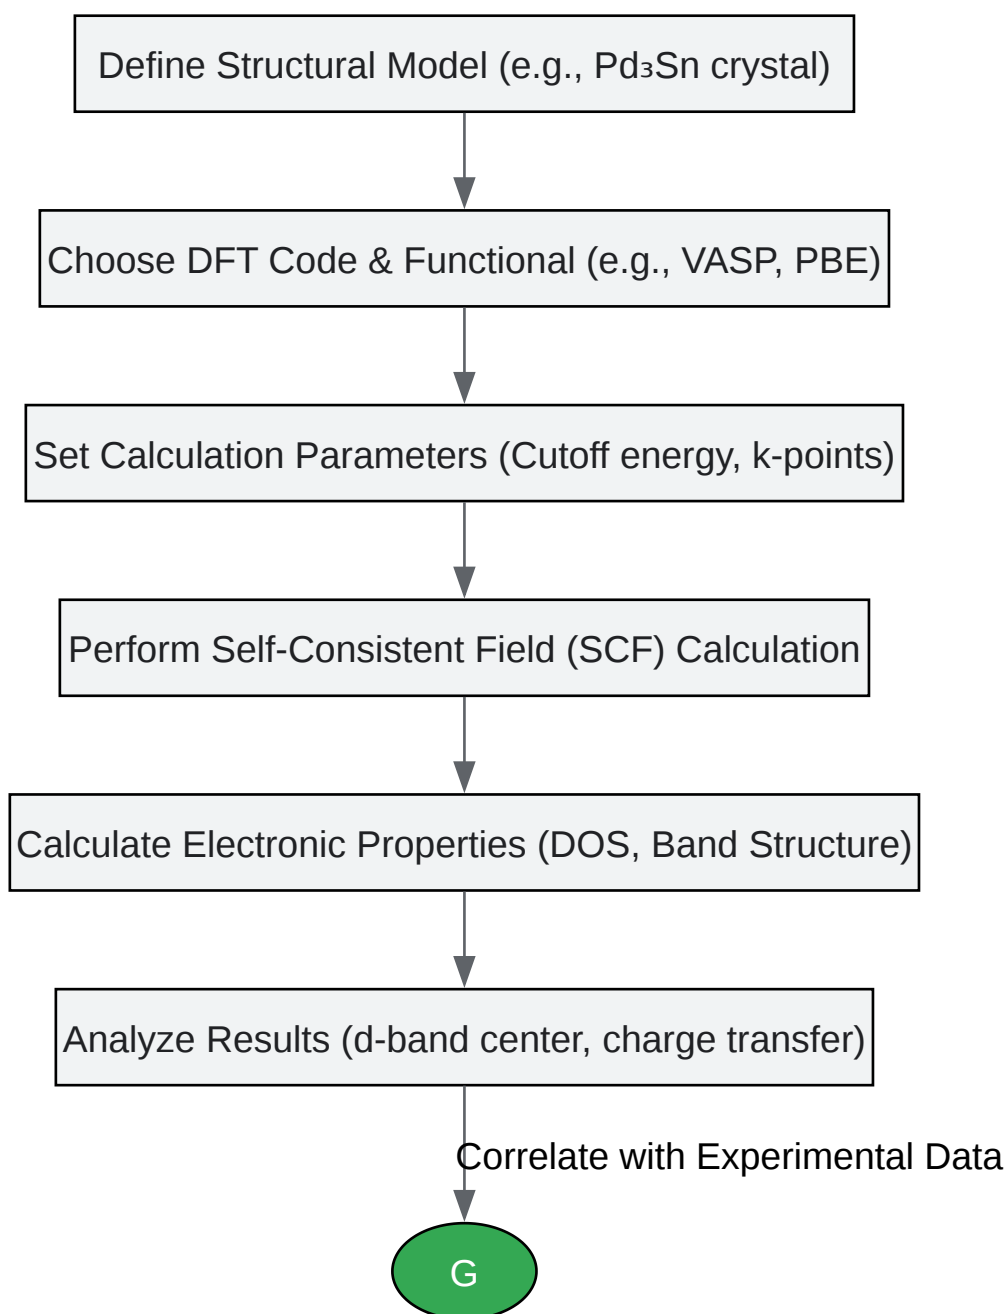 Define Structural Model (e.g., Pd₃Sn crystal)
Choose DFT Code & Functional (e.g., VASP, PBE)
Set Calculation Parameters (Cutoff energy, k-points)
Perform Self-Consistent Field (SCF) Calculation
Calculate Electronic Properties (DOS, Band Structure)
Analyze Results (d-band center, charge transfer)
Correlate with Experimental Data
G